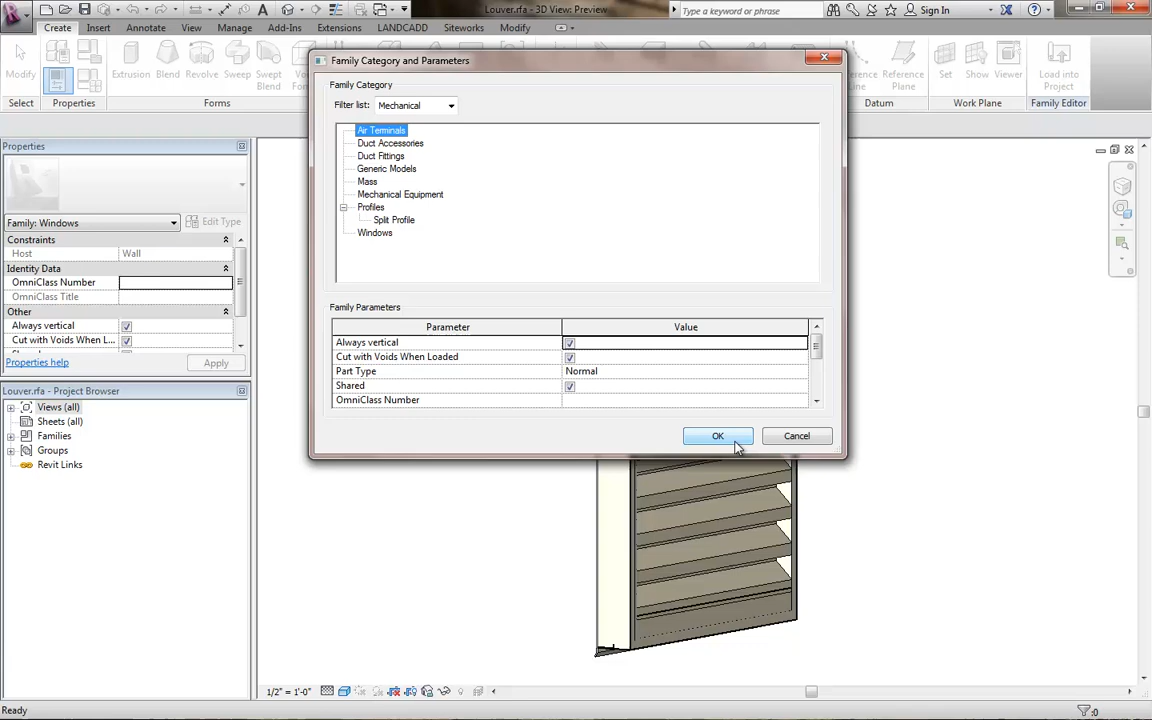 Louver.rfa - 3D View: Preview
Type a keyword or phrase
Sign In
Create
Insert
Annotate
View
Manage
Add-Ins
Extensions
LANDCADD
Siteworks
Modify
Modify
Extrusion
Blend
Revolve
Sweep
Swept
Blend
Reference
Plane
Set
Show
Viewer
Load into
Project
Select
Properties
Forms
Datum
Work Plane
Family Editor
Family Category and Parameters
Family Category
Filter list:
Mechanical
Air Terminals
Duct Accessories
Duct Fittings
Generic Models
Mass
Mechanical Equipment
Profiles
Split Profile
Windows
Family Parameters
Parameter
Value
Always vertical
Cut with Voids When Loaded
Part Type
Normal
Shared
OmniClass Number
OK
Cancel
Properties
Family: Windows
Edit Type
Constraints
Host
Wall
Identity Data
OmniClass Number
OmniClass Title
Other
Always vertical
Cut with Voids When L...
Properties help
Apply
Louver.rfa - Project Browser
Views (all)
Sheets (all)
Families
Groups
Revit Links
1/2" = 1'-0"
Ready
:0